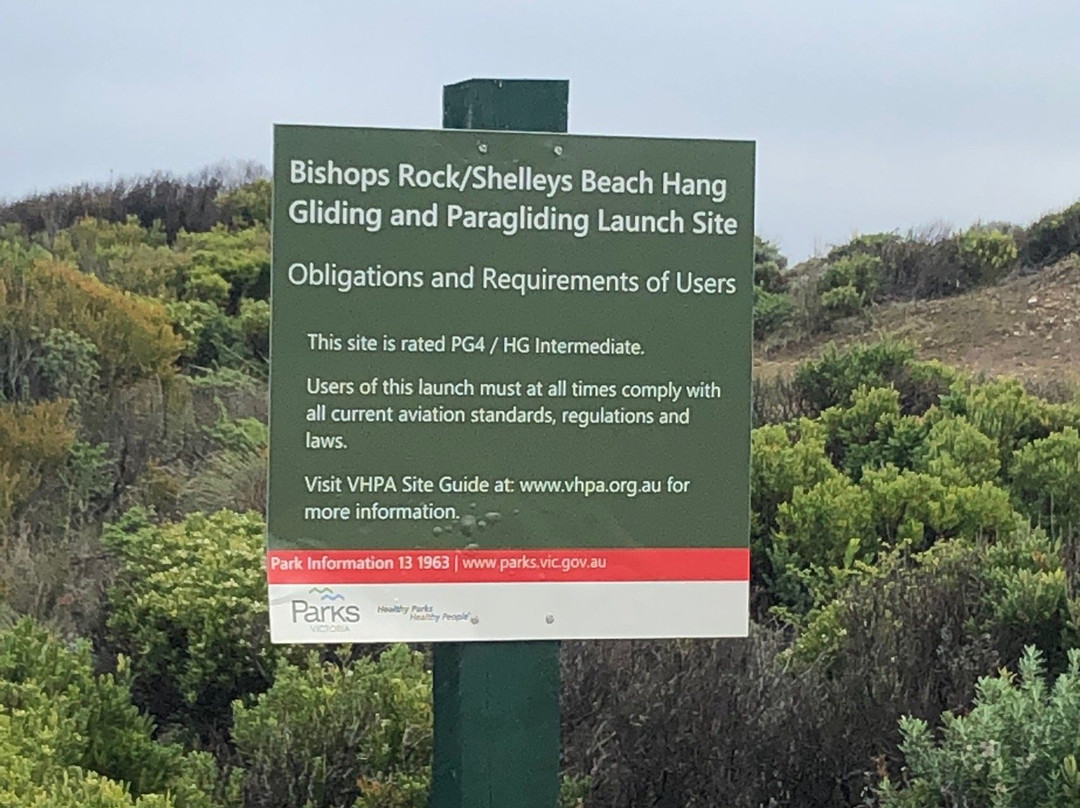 Bishops Rock/Shelleys Beach Hang
Gliding and Paragliding Launch Site
Obligations and Requirements of Users
This site is rated PG4 / HG Intermediate.
Users of this launch must at all times comply with
all current aviation standards, regulations and
laws.
Visit VHPA Site Guide at: www.vhpa.org.au for
more information.
Park Information 13 1963 | www.parks.vic.gov.au
Parks
VICTORIA
Healthy Parks
Healthy People